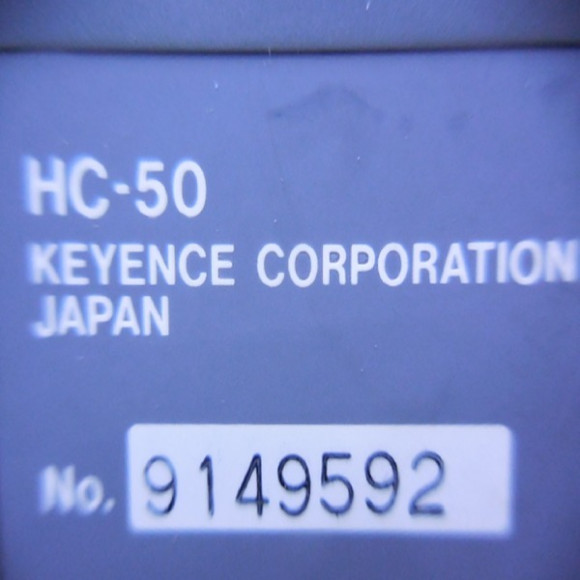 HC-50
KEYENCE CORPORATION
JAPAN
No. 9149592